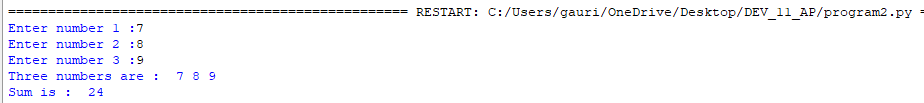 ================================================== RESTART: C:/Users/gauri/OneDrive/Desktop/DEV_11_AP/program2.py =
Enter number 1 :7
Enter number 2 :8
Enter number 3 :9
Three numbers are :  7 8 9
Sum is :  24